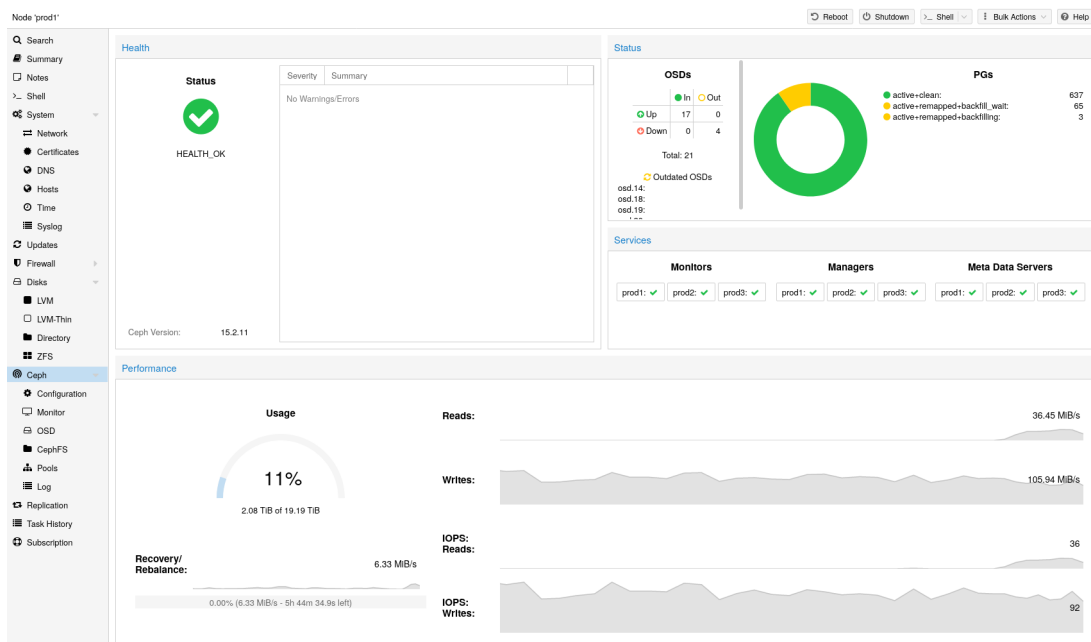 Node 'prod1'
Reboot
Shutdown
Shell
Bulk Actions
Help
Search
Summary
Notes
>_ Shell
System
Network
Certificates
DNS
Hosts
Time
Syslog
Updates
Firewall
Disks
LVM
LVM-Thin
Directory
ZFS
Ceph
Configuration
Monitor
OSD
CephFS
Pools
Log
Replication
Task History
Subscription
Health
Status
HEALTH_OK
Severity Summary
No Warnings/Errors
Ceph Version: 15.2.11
Status
OSDs
In Out
Up 17 0
Down 0 4
Total: 21
Outdated OSDs
osd.14:
osd.18:
osd.19:
PGs
active+clean: 637
active+remapped+backfill_wait: 65
active+remapped+backfilling: 3
Services
Monitors
prod1: prod2: prod3:
Managers
prod1: prod2: prod3:
Meta Data Servers
prod1: prod2: prod3:
Performance
Usage
11%
2.08 TiB of 19.19 TiB
Recovery/
Rebalance:
6.33 MiB/s
0.00% (6.33 MiB/s - 5h 44m 34.9s left)
Reads:
36.45 MiB/s
Writes:
105.94 MiB/s
IOPS:
Reads:
36
IOPS:
Writes:
92